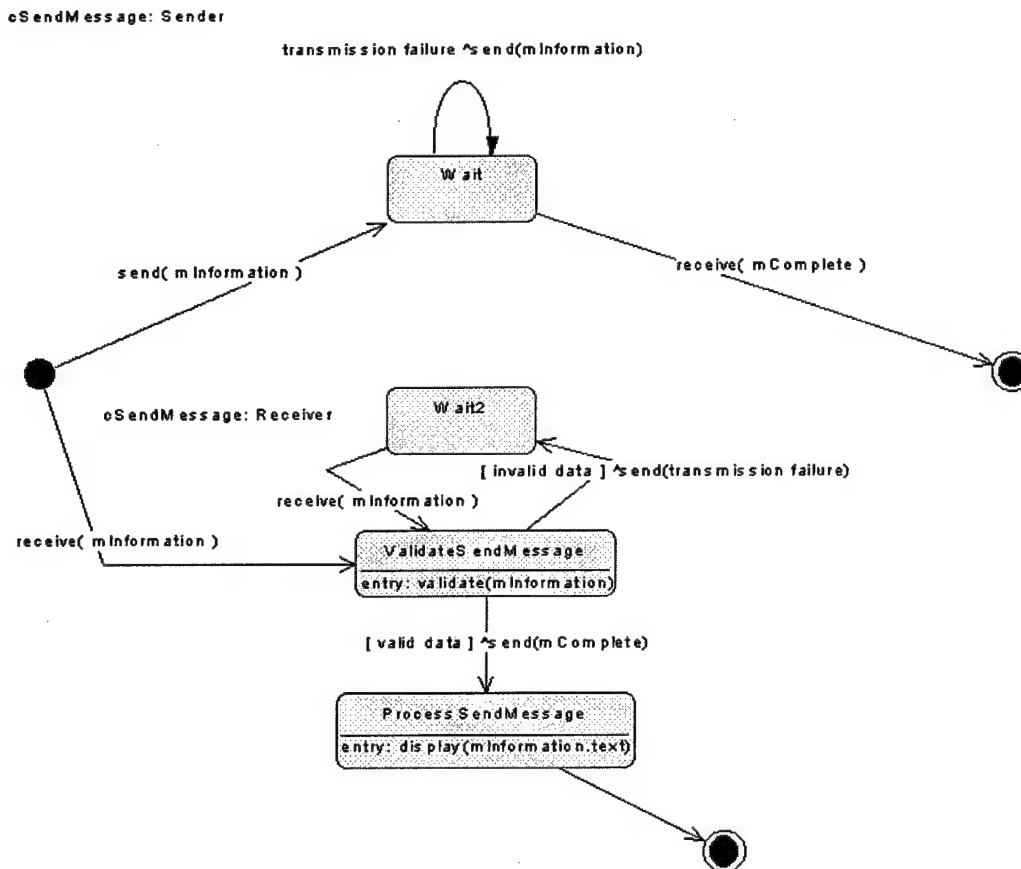 cSendMessage: Sender
transmission failure ^send(mInformation)
Wait
send( mInformation )
receive( mComplete )
cSendMessage: Receiver
Wait2
[ invalid data ] ^send(transmission failure)
receive( mInformation )
receive( mInformation )
ValidateSendMessage
entry: validate(mInformation)
[ valid data ] ^send(mComplete)
ProcessSendMessage
entry: display(mInformation.text)